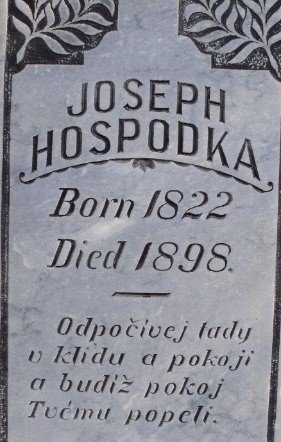 JOSEPH
HOSPODKA
Born 1822
Died 1898.
Odpočívej tady
v klidu a pokoji
a budiž pokoj
Tvému popeli.